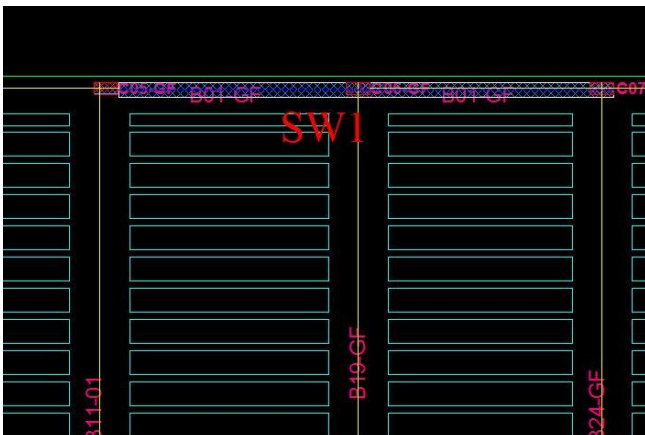 C05-GF B01-GF C06-GF B01-GF C07
SW1
B19-GF
B11-01
B24-GF